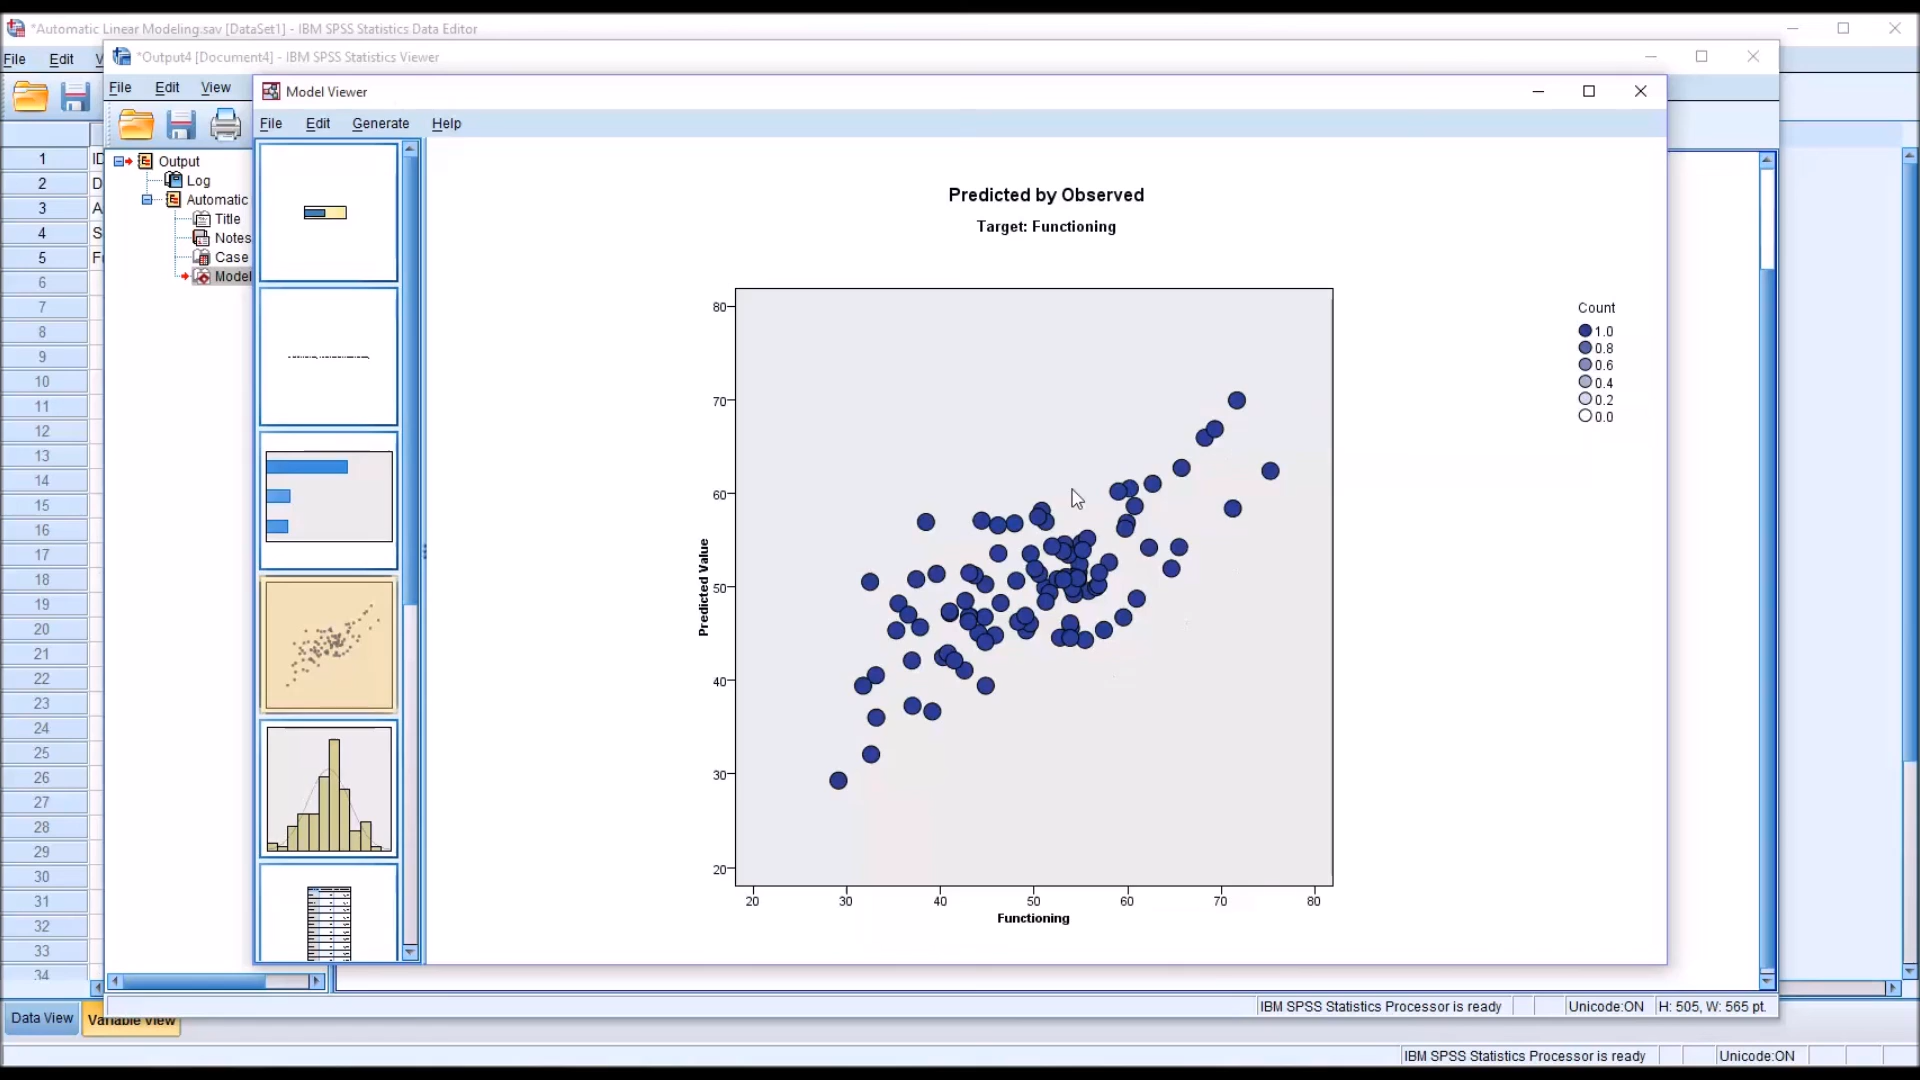 *Automatic Linear Modeling.sav [DataSet1] - IBM SPSS Statistics Data Editor
File Edit V
*Output4 [Document4] - IBM SPSS Statistics Viewer
File Edit View
Model Viewer
File Edit Generate Help
Output
Log
Automatic
Title
Notes
Case
Model
1 ID
2 D
3 A
4 S
5 Fu
6
7
8
9
10
11
12
13
14
15
16
17
18
19
20
21
22
23
24
25
26
27
28
29
30
31
32
33
34
Predicted by Observed
Target: Functioning
Predicted Value
80
70
60
50
40
30
20
20 30 40 50 60 70 80
Functioning
Count
1.0
0.8
0.6
0.4
0.2
0.0
IBM SPSS Statistics Processor is ready Unicode:ON H: 505, W: 565 pt.
Data View Variable View
IBM SPSS Statistics Processor is ready Unicode:ON